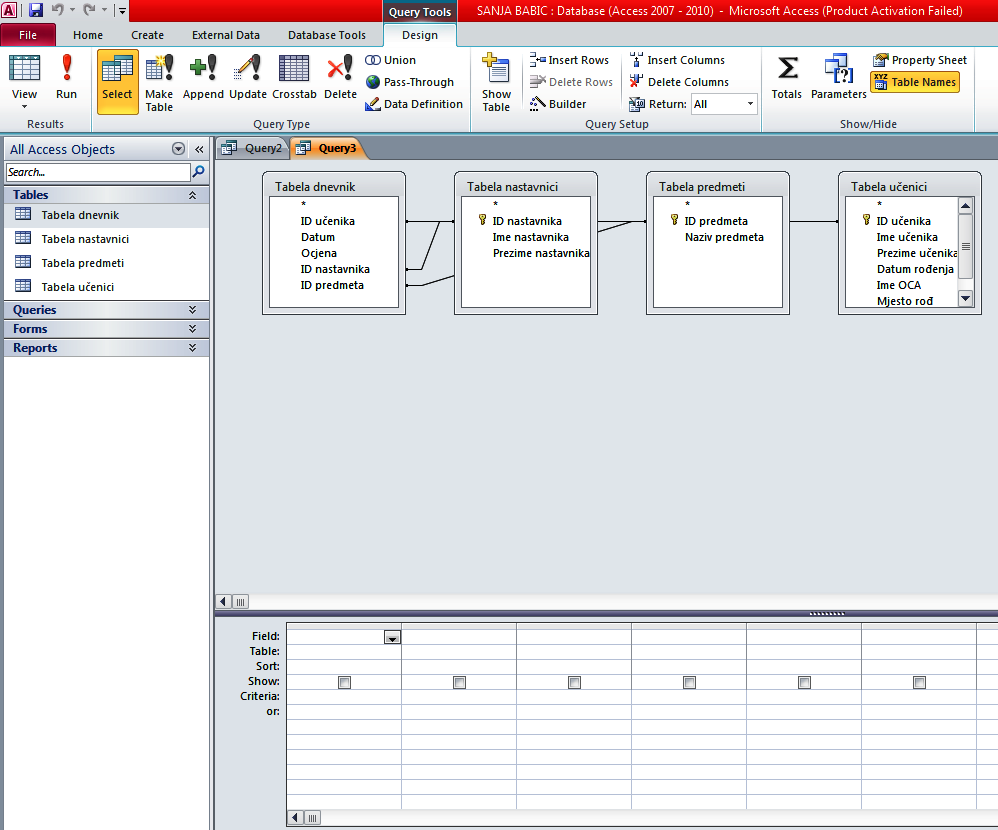 Query Tools
SANJA BABIC : Database (Access 2007 - 2010) - Microsoft Access (Product Activation Failed)
File Home Create External Data Database Tools Design
View
Run
Select
Make Table
Append
Update
Crosstab
Delete
Union
Pass-Through
Data Definition
Show Table
Insert Rows
Delete Rows
Builder
Insert Columns
Delete Columns
Return: All
Totals
Parameters
Property Sheet
Table Names
Results
Query Type
Query Setup
Show/Hide
All Access Objects
Search...
Tables
Tabela dnevnik
Tabela nastavnici
Tabela predmeti
Tabela učenici
Queries
Forms
Reports
Query2
Query3
Tabela dnevnik
*
ID učenika
Datum
Ocjena
ID nastavnika
ID predmeta
Tabela nastavnici
*
ID nastavnika
Ime nastavnika
Prezime nastavnika
Tabela predmeti
*
ID predmeta
Naziv predmeta
Tabela učenici
*
ID učenika
Ime učenika
Prezime učenika
Datum rođenja
Ime OCA
Mjesto rođ
Field:
Table:
Sort:
Show:
Criteria:
or: